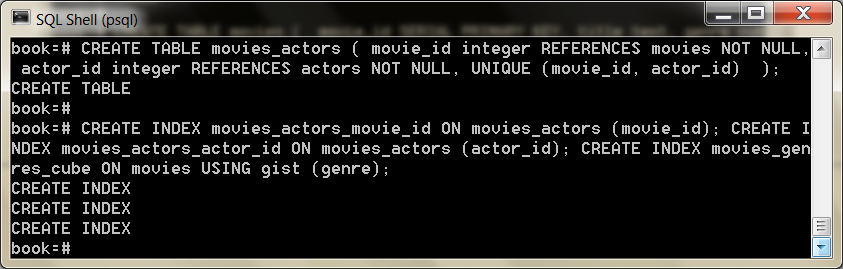 SQL Shell (psql)
book=# CREATE TABLE movies_actors ( movie_id integer REFERENCES movies NOT NULL,
 actor_id integer REFERENCES actors NOT NULL, UNIQUE (movie_id, actor_id)  );
CREATE TABLE
book=#
book=# CREATE INDEX movies_actors_movie_id ON movies_actors (movie_id); CREATE I
NDEX movies_actors_actor_id ON movies_actors (actor_id); CREATE INDEX movies_gen
res_cube ON movies USING gist (genre);
CREATE INDEX
CREATE INDEX
CREATE INDEX
book=#